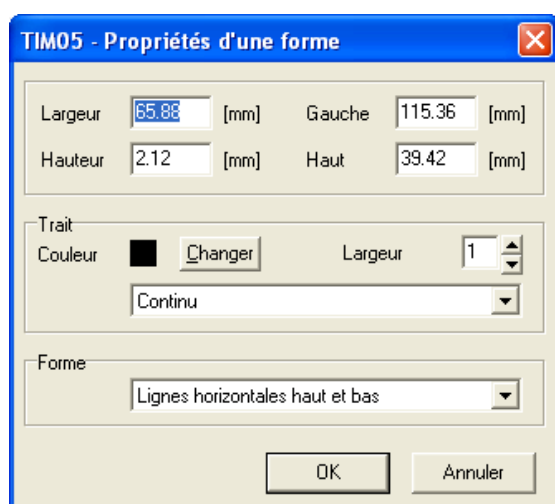 TIM05 - Propriétés d'une forme
Largeur 65.88 [mm] Gauche 115.36 [mm]
Hauteur 2.12 [mm] Haut 39.42 [mm]
Trait
Couleur Changer Largeur 1
Continu
Forme
Lignes horizontales haut et bas
OK Annuler